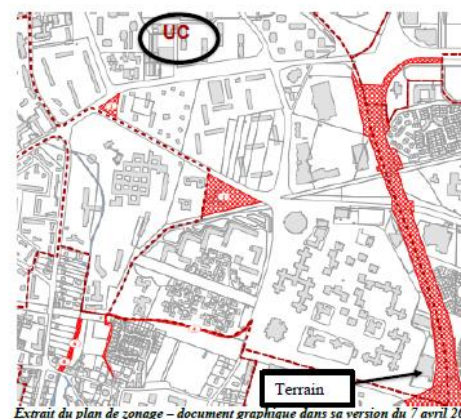 UC
Terrain
Extrait du plan de zonage – document graphique dans sa version du 7 avril